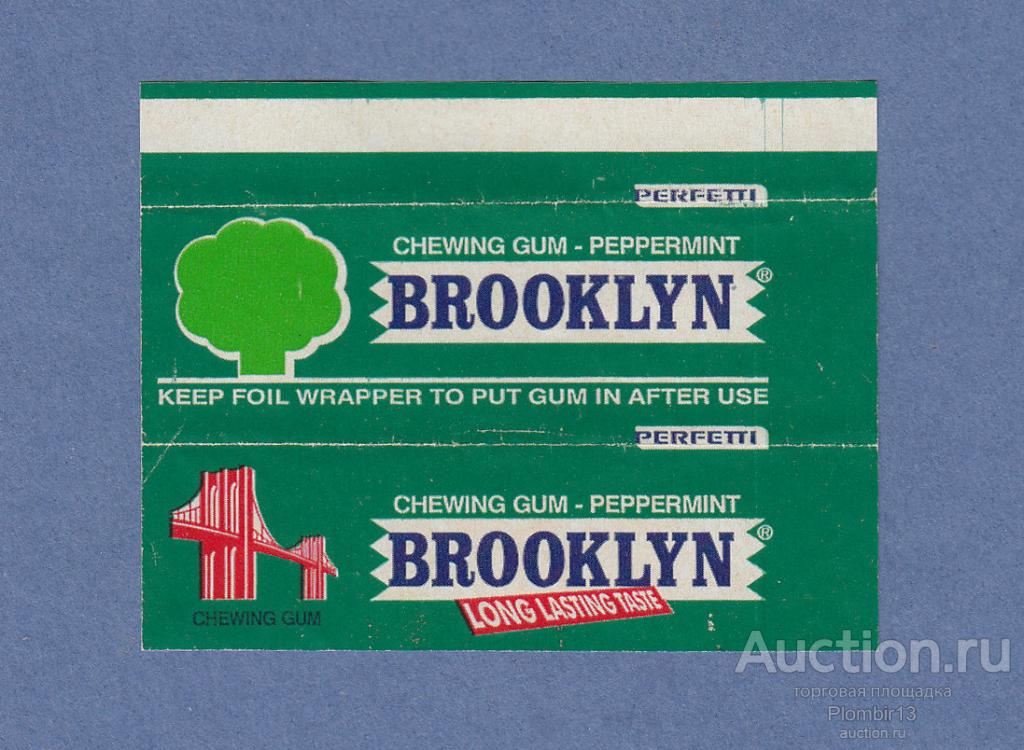 PERFETTI
CHEWING GUM - PEPPERMINT
BROOKLYN®
KEEP FOIL WRAPPER TO PUT GUM IN AFTER USE
PERFETTI
CHEWING GUM - PEPPERMINT
BROOKLYN®
LONG LASTING TASTE
CHEWING GUM
Auction.ru
торговая площадка
Plombir13
auction.ru